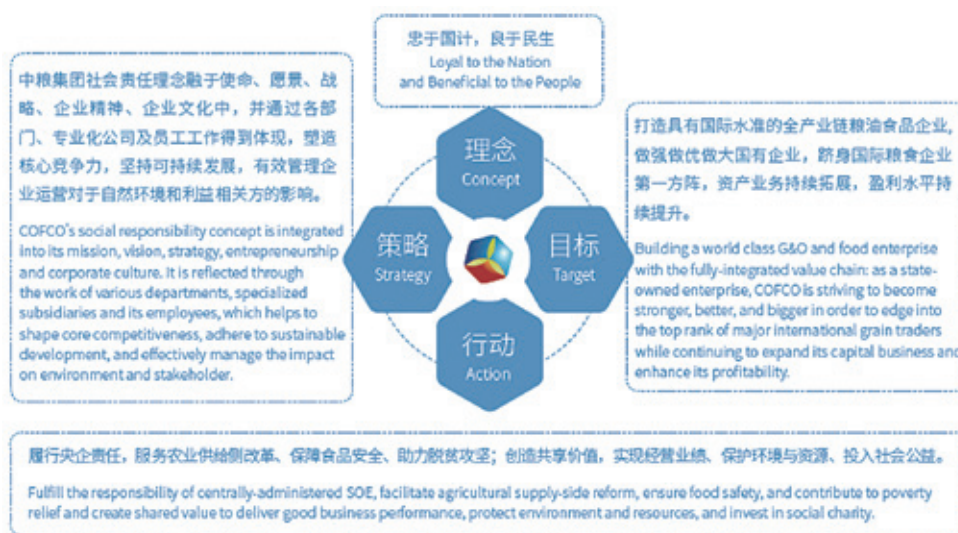 忠于国计，良于民生
Loyal to the Nation
and Beneficial to the People
中粮集团社会责任理念融于使命、愿景、战
略、企业精神、企业文化中，并通过各部
门、专业化公司及员工工作得到体现，塑造
核心竞争力，坚持可持续发展，有效管理企
业运营对于自然环境和利益相关方的影响。
COFCO's social responsibility concept is integrated
into its mission, vision, strategy, entrepreneurship
and corporate culture. It is reflected through
the work of various departments, specialized
subsidiaries and its employees, which helps to
shape core competitiveness, adhere to sustainable
development, and effectively manage the impact
on environment and stakeholder.
理念
Concept
策略
Strategy
目标
Target
行动
Action
打造具有国际水准的全产业链粮油食品企业，
做强做优做大国有企业，跻身国际粮食企业
第一方阵，资产业务持续拓展，盈利水平持
续提升。
Building a world class G&O and food enterprise
with the fully-integrated value chain: as a state-
owned enterprise, COFCO is striving to become
stronger, better, and bigger in order to edge into
the top rank of major international grain traders
while continuing to expand its capital business and
enhance its profitability.
履行央企责任，服务农业供给侧改革、保障食品安全、助力脱贫攻坚；创造共享价值，实现经营业绩、保护环境与资源、投入社会公益。
Fulfill the responsibility of centrally-administered SOE, facilitate agricultural supply-side reform, ensure food safety, and contribute to poverty
relief and create shared value to deliver good business performance, protect environment and resources, and invest in social charity.